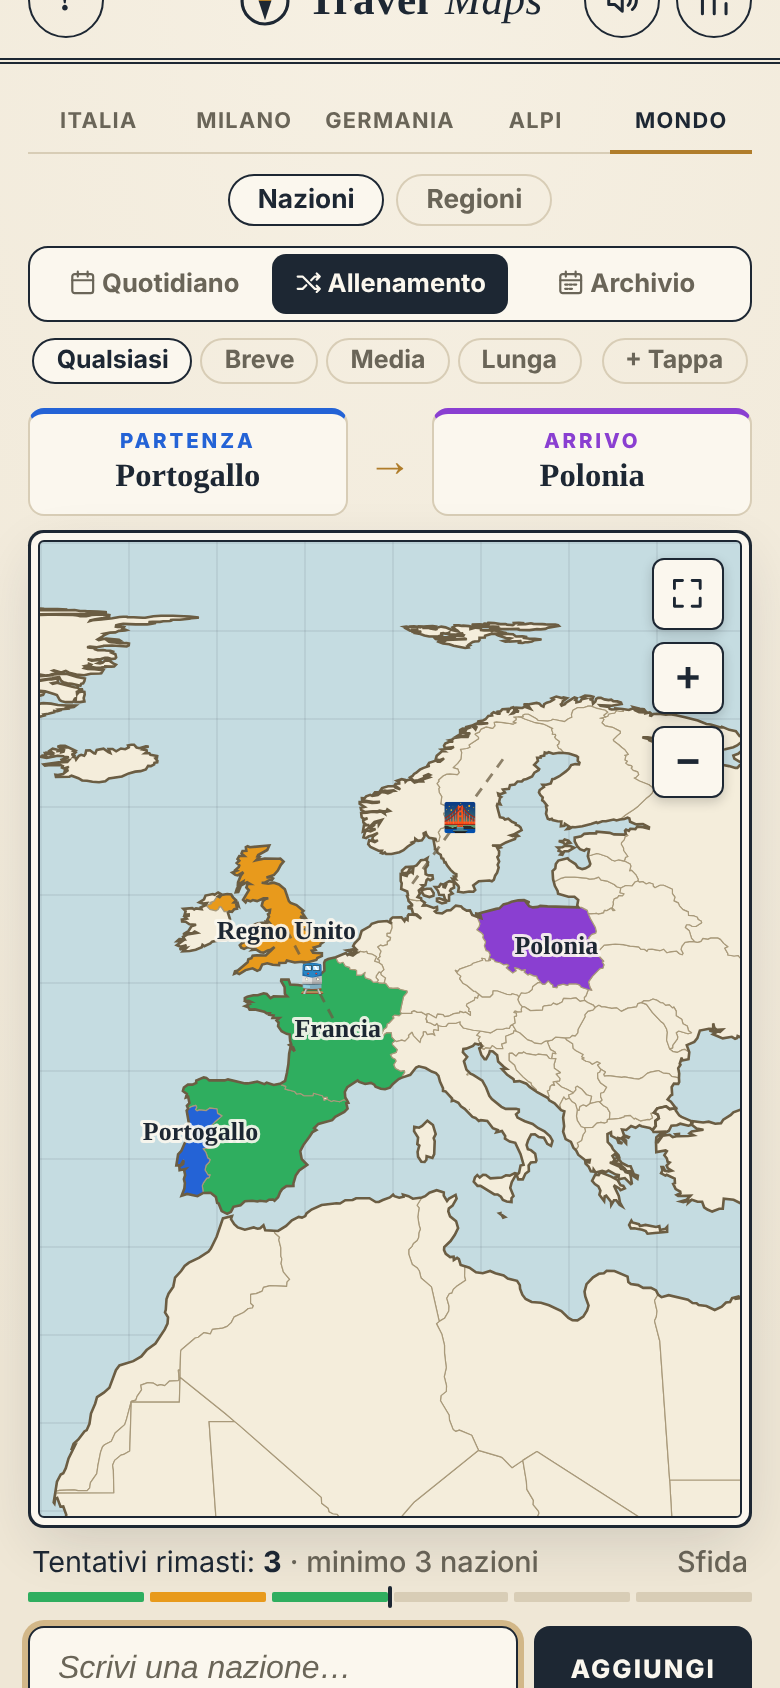 ?
Travel Maps
ITALIA MILANO GERMANIA ALPI MONDO
Nazioni Regioni
Quotidiano Allenamento Archivio
Qualsiasi Breve Media Lunga + Tappa
PARTENZA
Portogallo
→
ARRIVO
Polonia
+
−
Regno Unito
Polonia
Francia
Portogallo
Tentativi rimasti: 3 · minimo 3 nazioni
Sfida
Scrivi una nazione…
AGGIUNGI